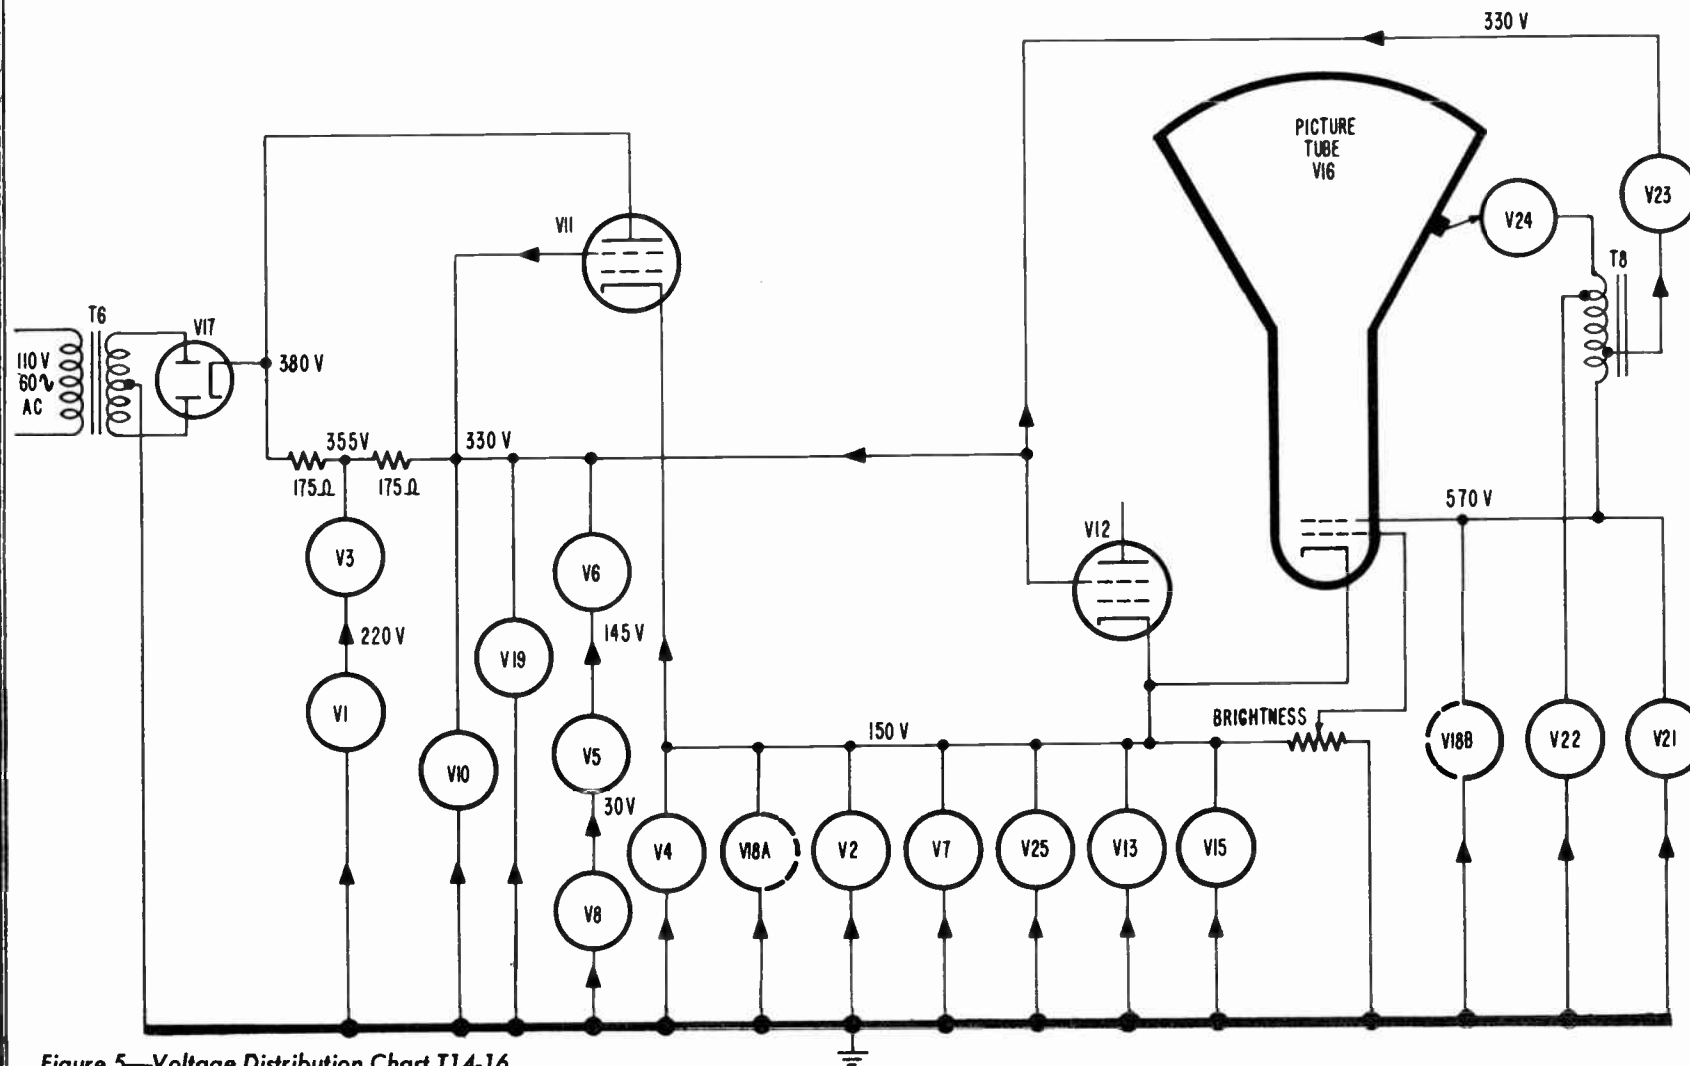 330 V
PICTURE
TUBE
V16
V23
V24
V11
T8
T6
V17
110 V
60∿
AC
380 V
355V
330 V
175Ω
175Ω
570 V
V12
V3
V6
220 V
145 V
V19
V1
BRIGHTNESS
150 V
V10
V5
V18B
V22
V21
30V
V4
V18A
V2
V7
V25
V13
V15
V8
Figure 5—Voltage Distribution Chart T14-16